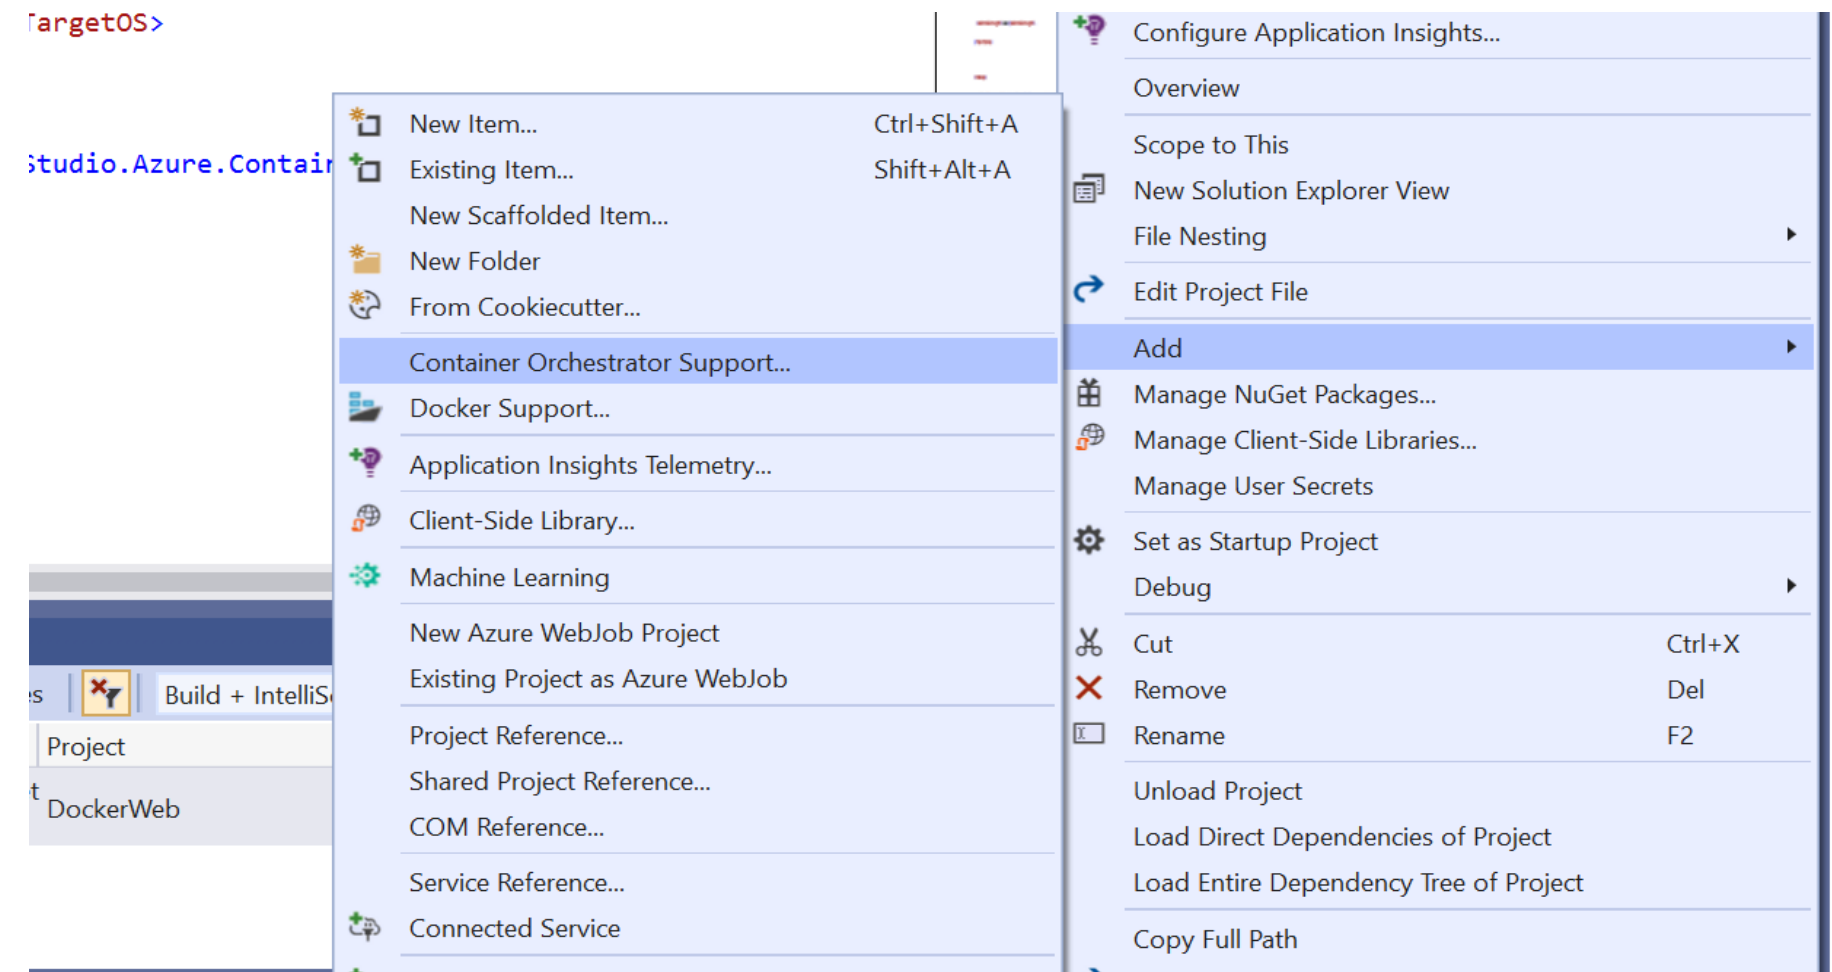 TargetOS>
Studio.Azure.Contain
New Item... Ctrl+Shift+A
Existing Item... Shift+Alt+A
New Scaffolded Item...
New Folder
From Cookiecutter...
Container Orchestrator Support...
Docker Support...
Application Insights Telemetry...
Client-Side Library...
Machine Learning
New Azure WebJob Project
Existing Project as Azure WebJob
Project Reference...
Shared Project Reference...
COM Reference...
Service Reference...
Connected Service
Configure Application Insights...
Overview
Scope to This
New Solution Explorer View
File Nesting
Edit Project File
Add
Manage NuGet Packages...
Manage Client-Side Libraries...
Manage User Secrets
Set as Startup Project
Debug
Cut Ctrl+X
Remove Del
Rename F2
Unload Project
Load Direct Dependencies of Project
Load Entire Dependency Tree of Project
Copy Full Path
es
Build + IntelliS
Project
t
DockerWeb